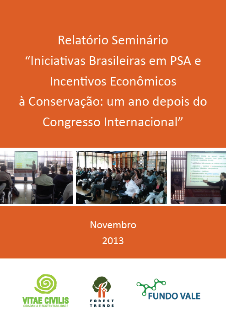 Relatório Seminário
“Iniciativas Brasileiras em PSA e
Incentivos Econômicos
à Conservação: um ano depois do
Congresso Internacional”
Novembro
2013
VITAE CIVILIS
FOREST
TRENDS
FUNDO VALE